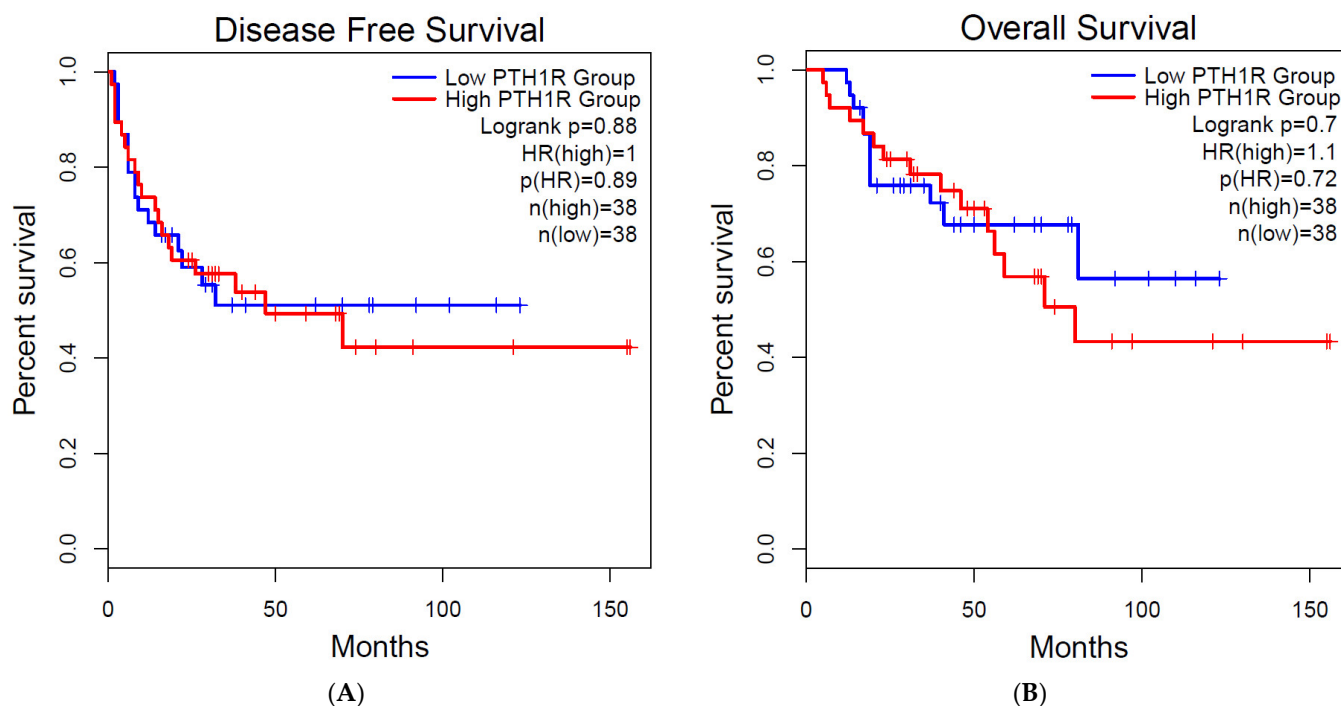 Disease Free Survival
Low PTH1R Group
High PTH1R Group
Logrank p=0.88
HR(high)=1
p(HR)=0.89
n(high)=38
n(low)=38
Percent survival
1.0
0.8
0.6
0.4
0.2
0.0
0 50 100 150
Months
(A)
Overall Survival
Low PTH1R Group
High PTH1R Group
Logrank p=0.7
HR(high)=1.1
p(HR)=0.72
n(high)=38
n(low)=38
Percent survival
1.0
0.8
0.6
0.4
0.2
0.0
0 50 100 150
Months
(B)